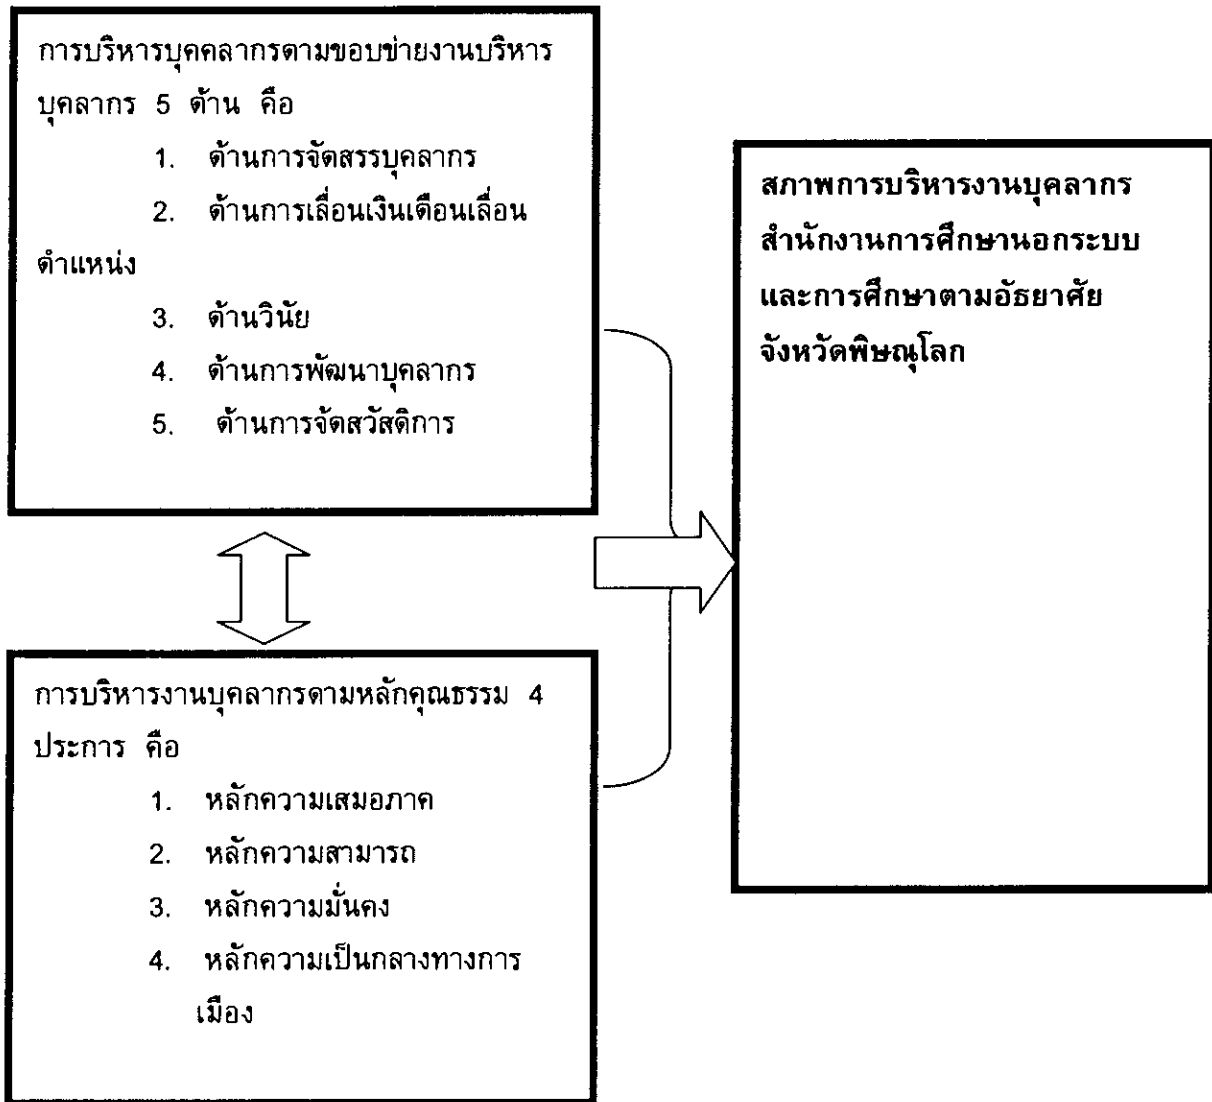 การบริหารบุคคลากรตามขอบข่ายงานบริหาร
บุคลากร 5 ด้าน คือ
1. ด้านการจัดสรรบุคลากร
2. ด้านการเลื่อนเงินเดือนเลื่อน
ตำแหน่ง
3. ด้านวินัย
4. ด้านการพัฒนาบุคลากร
5. ด้านการจัดสวัสดิการ
การบริหารงานบุคลากรตามหลักคุณธรรม 4
ประการ คือ
1. หลักความเสมอภาค
2. หลักความสามารถ
3. หลักความมั่นคง
4. หลักความเป็นกลางทางการ
เมือง
สภาพการบริหารงานบุคลากร
สำนักงานการศึกษานอกระบบ
และการศึกษาตามอัธยาศัย
จังหวัดพิษณุโลก